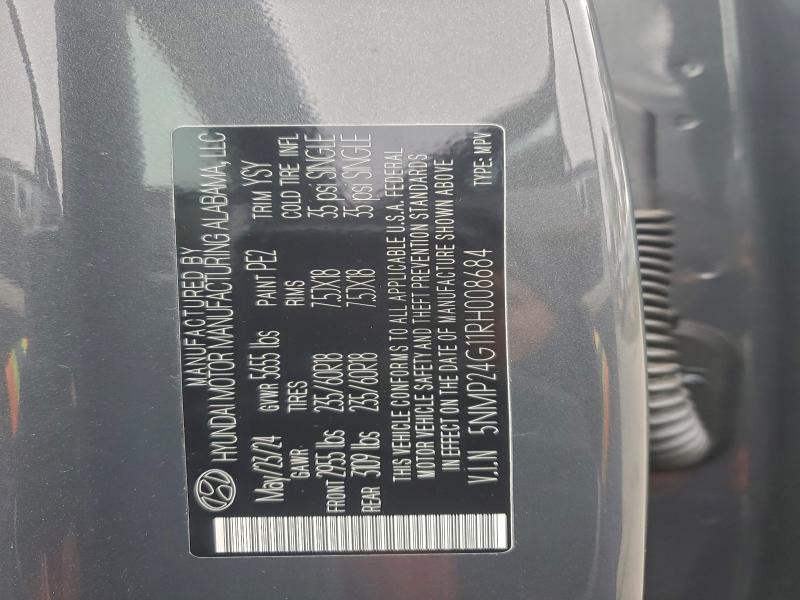 MANUFACTURED BY
HYUNDAI MOTOR MANUFACTURING ALABAMA, LLC
May/23/24 GVWR 5655 lbs PAINT PE2 TRIM YSY
GAWR TIRES RIMS COLD TIRE INFL
FRONT 2955 lbs 235/60R18 7.5JX18 35 psi SINGLE
REAR 3109 lbs 235/60R18 7.5JX18 35 psi SINGLE
THIS VEHICLE CONFORMS TO ALL APPLICABLE U.S.A. FEDERAL
MOTOR VEHICLE SAFETY AND THEFT PREVENTION STANDARDS
IN EFFECT ON THE DATE OF MANUFACTURE SHOWN ABOVE
V.I.N 5NMP24G11RH008684 TYPE: MPV